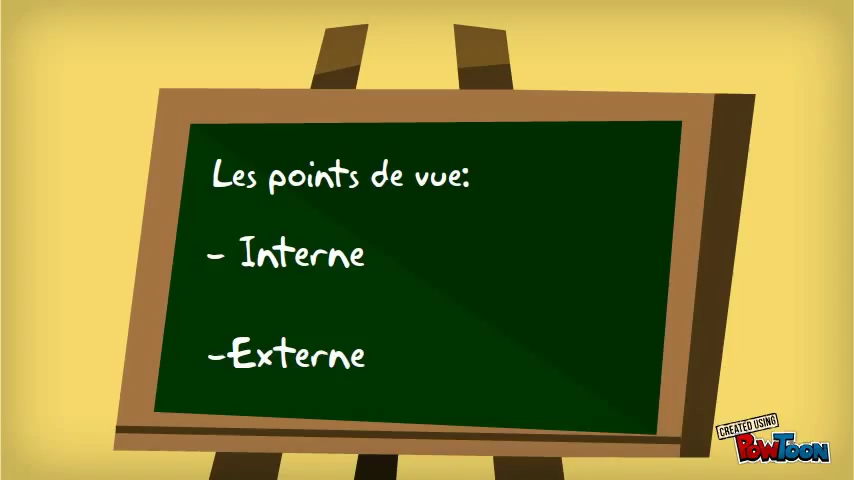 Les points de vue:
- Interne
-Externe
CREATED USING
POWTOON